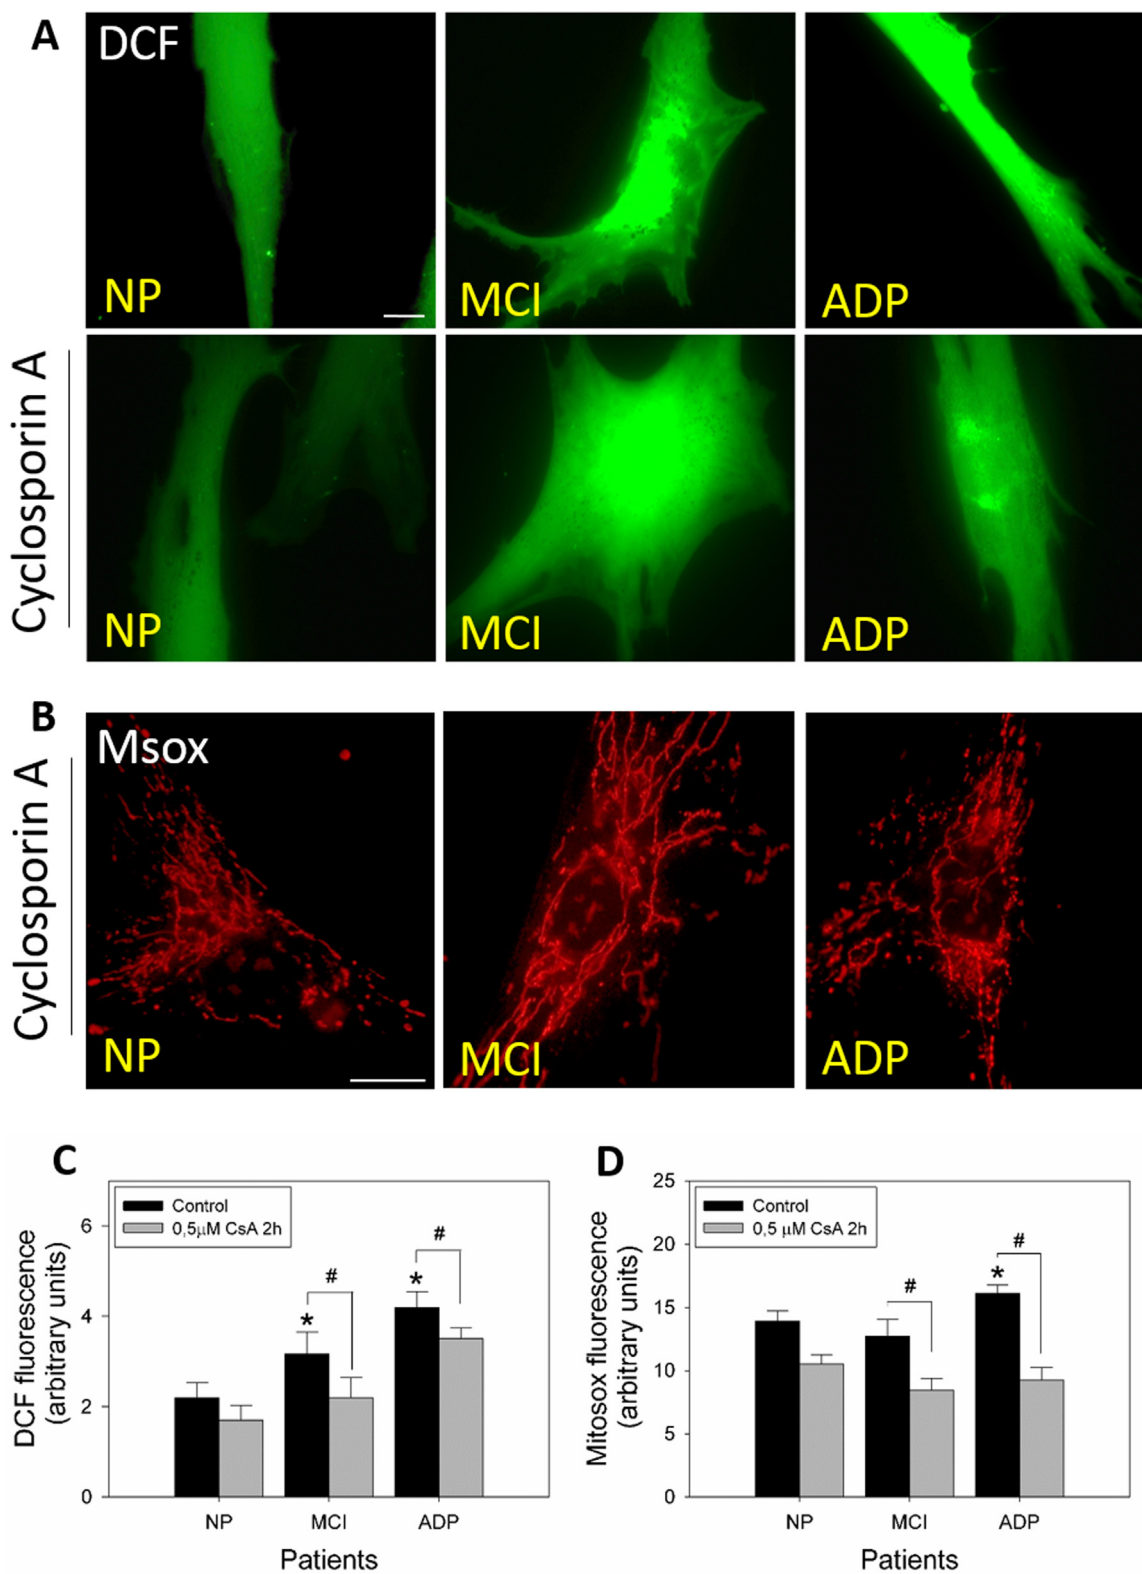 A
DCF
NP
MCI
ADP
Cyclosporin A
NP
MCI
ADP
B
Msox
Cyclosporin A
NP
MCI
ADP
C
Control
0,5µM CsA 2h
6
4
2
0
*
#
*
#
DCF fluorescence
(arbitrary units)
NP
MCI
ADP
Patients
D
Control
0,5 µM CsA 2h
25
20
15
10
5
0
#
*
#
Mitosox fluorescence
(arbitrary units)
NP
MCI
ADP
Patients